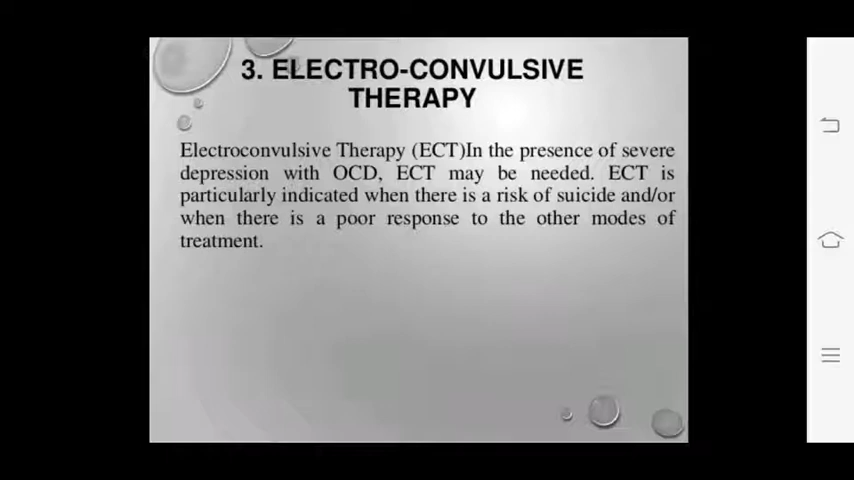 3. ELECTRO-CONVULSIVE
THERAPY
Electroconvulsive Therapy (ECT)In the presence of severe
depression with OCD, ECT may be needed. ECT is
particularly indicated when there is a risk of suicide and/or
when there is a poor response to the other modes of
treatment.